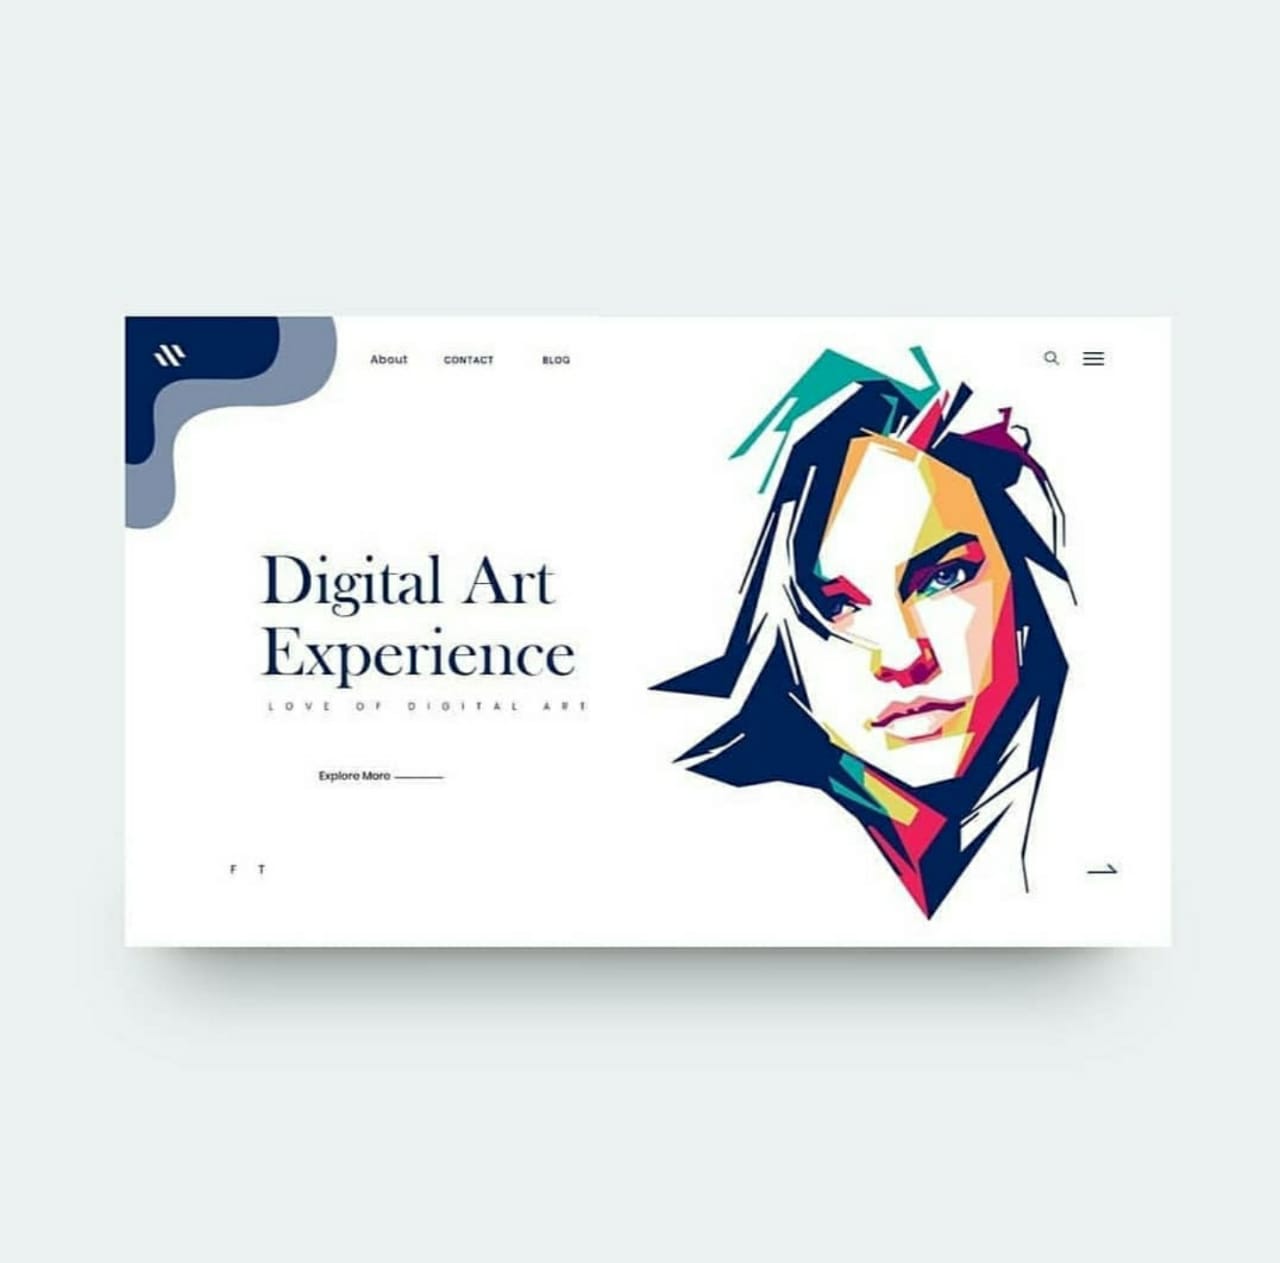 About CONTACT BLOG
Digital Art
Experience
LOVE OF DIGITAL ART
Explore More
F T